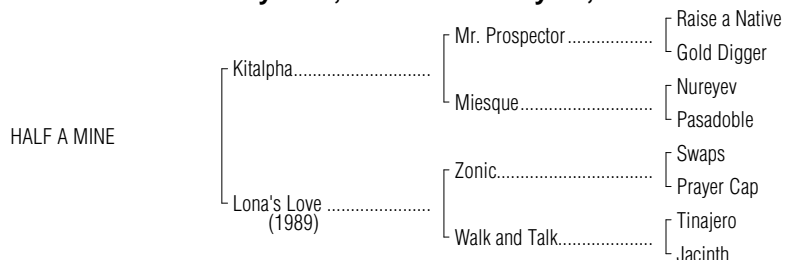 Raise a Native
Mr. Prospector
Gold Digger
Kitalpha
Nureyev
Miesque
Pasadoble
HALF A MINE
Swaps
Zonic
Prayer Cap
Lona's Love
(1989)
Tinajero
Walk and Talk
Jacinth